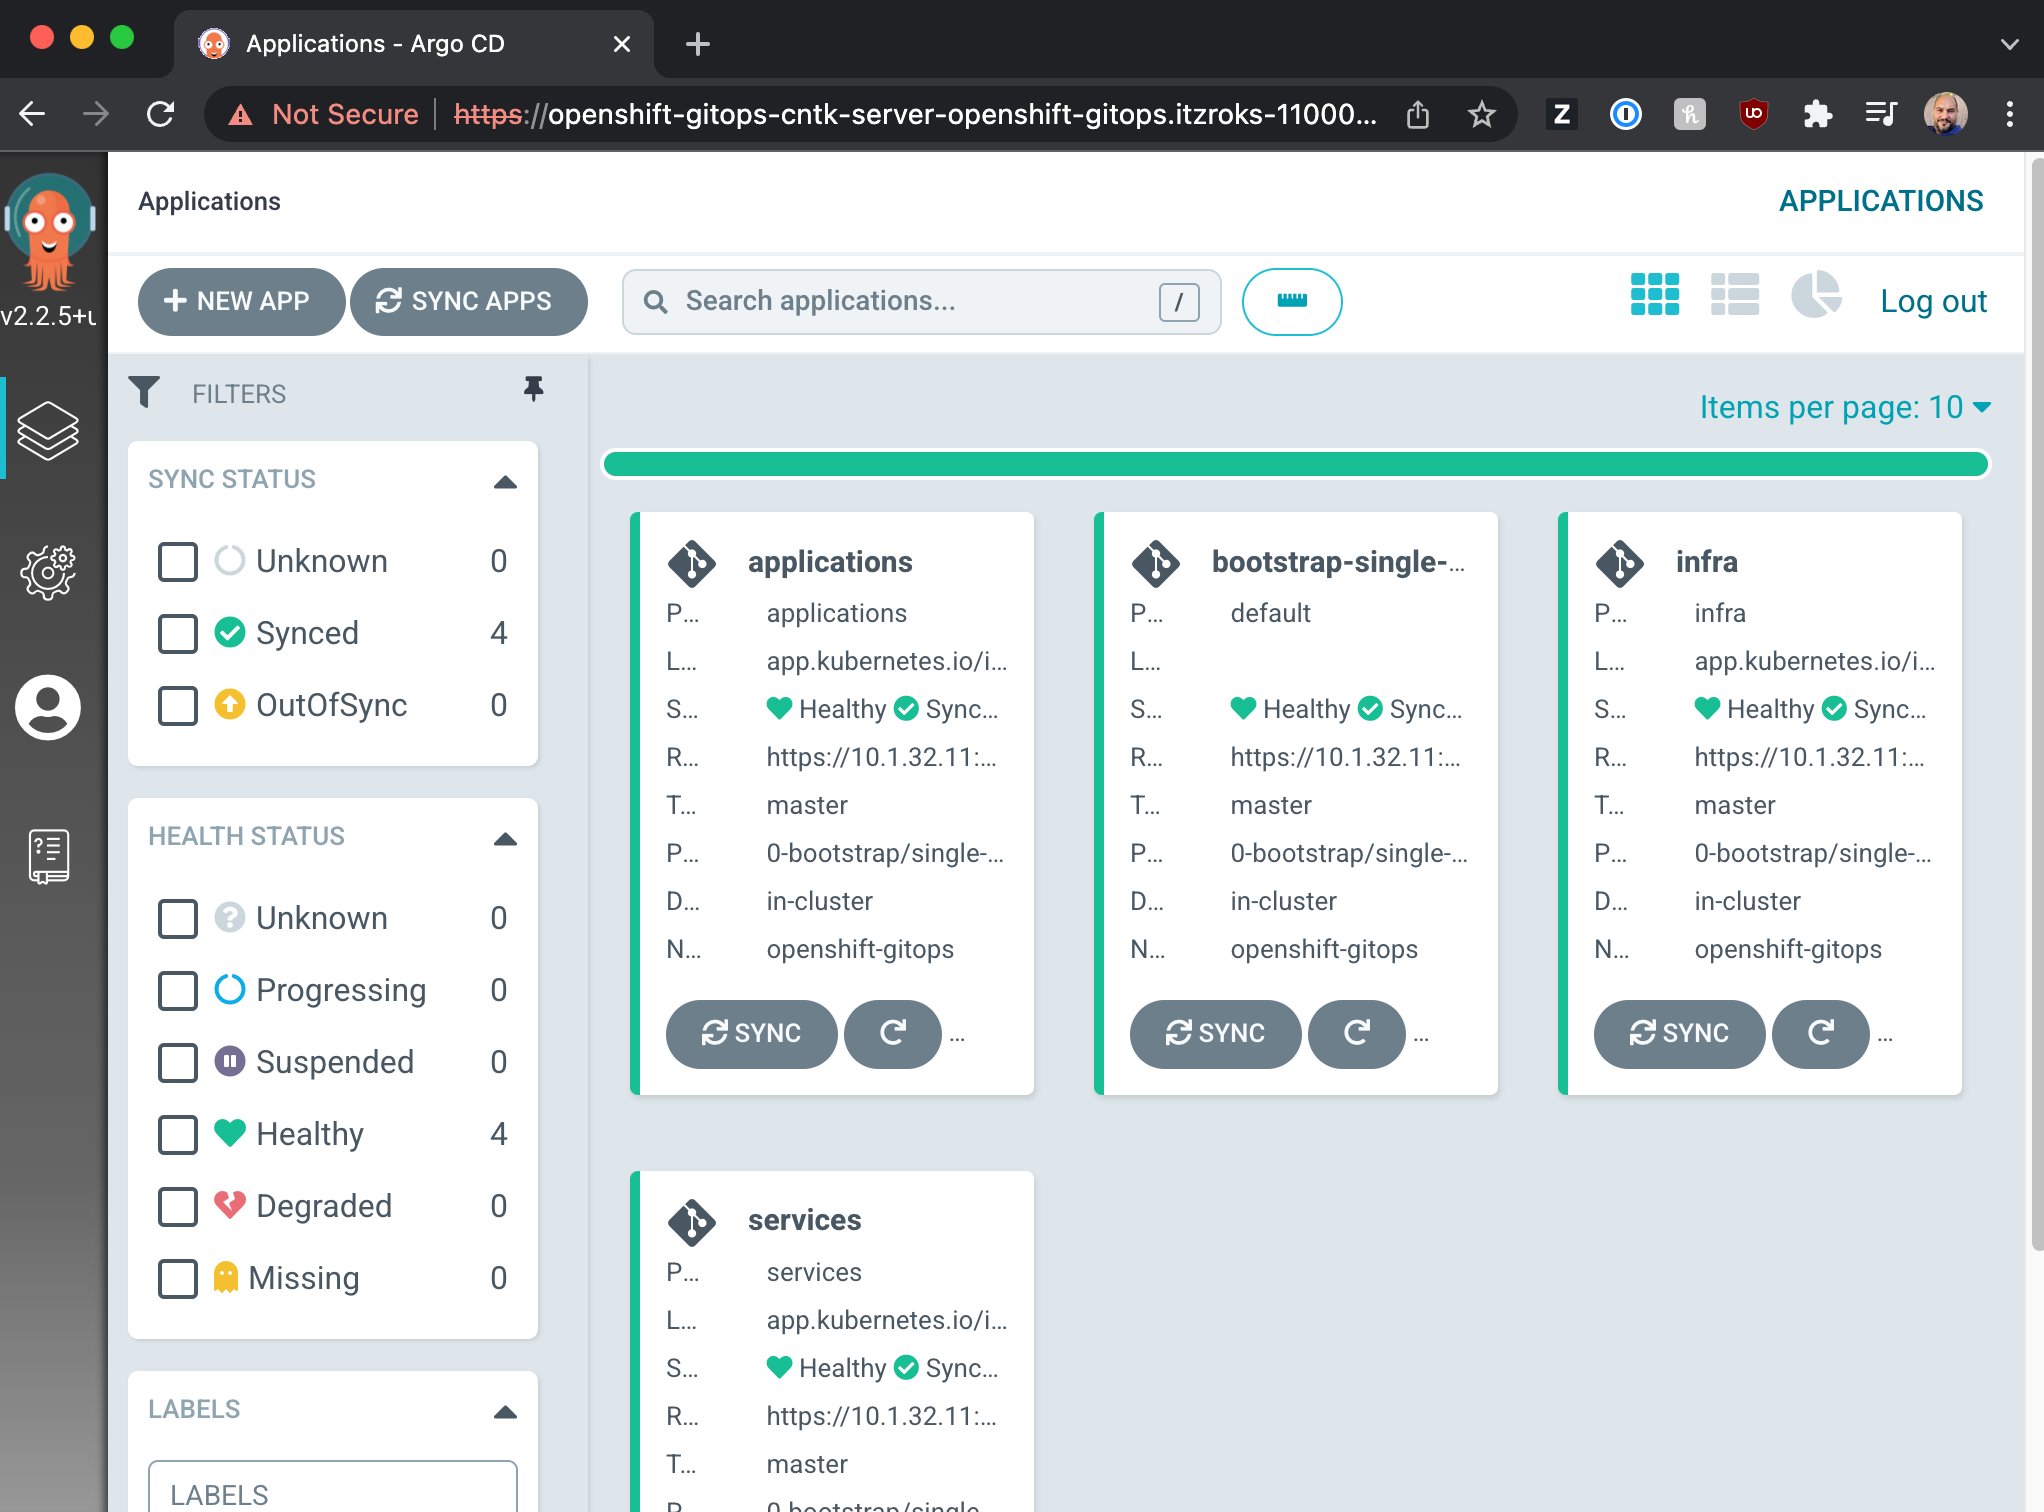 Applications - Argo CD
Not Secure
https://openshift-gitops-cntk-server-openshift-gitops.itzroks-11000...
Applications
APPLICATIONS
NEW APP
SYNC APPS
Search applications...
/
Log out
v2.2.5+u
FILTERS
Items per page: 10
SYNC STATUS
Unknown 0
Synced 4
OutOfSync 0
HEALTH STATUS
Unknown 0
Progressing 0
Suspended 0
Healthy 4
Degraded 0
Missing 0
LABELS
LABELS
applications
P... applications
L... app.kubernetes.io/i...
S... Healthy Sync...
R... https://10.1.32.11:...
T... master
P... 0-bootstrap/single-...
D... in-cluster
N... openshift-gitops
SYNC ...
bootstrap-single-...
P... default
L...
S... Healthy Sync...
R... https://10.1.32.11:...
T... master
P... 0-bootstrap/single-...
D... in-cluster
N... openshift-gitops
SYNC ...
infra
P... infra
L... app.kubernetes.io/i...
S... Healthy Sync...
R... https://10.1.32.11:...
T... master
P... 0-bootstrap/single-...
D... in-cluster
N... openshift-gitops
SYNC ...
services
P... services
L... app.kubernetes.io/i...
S... Healthy Sync...
R... https://10.1.32.11:...
T... master
P... 0-bootstrap/single-